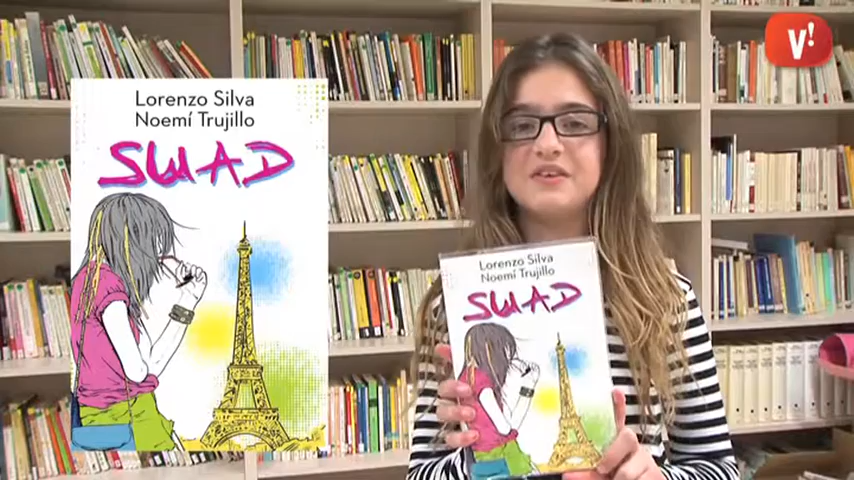 Lorenzo Silva
Noemí Trujillo
SUAD
Lorenzo Silva
Noemí Trujillo
SUAD
V!